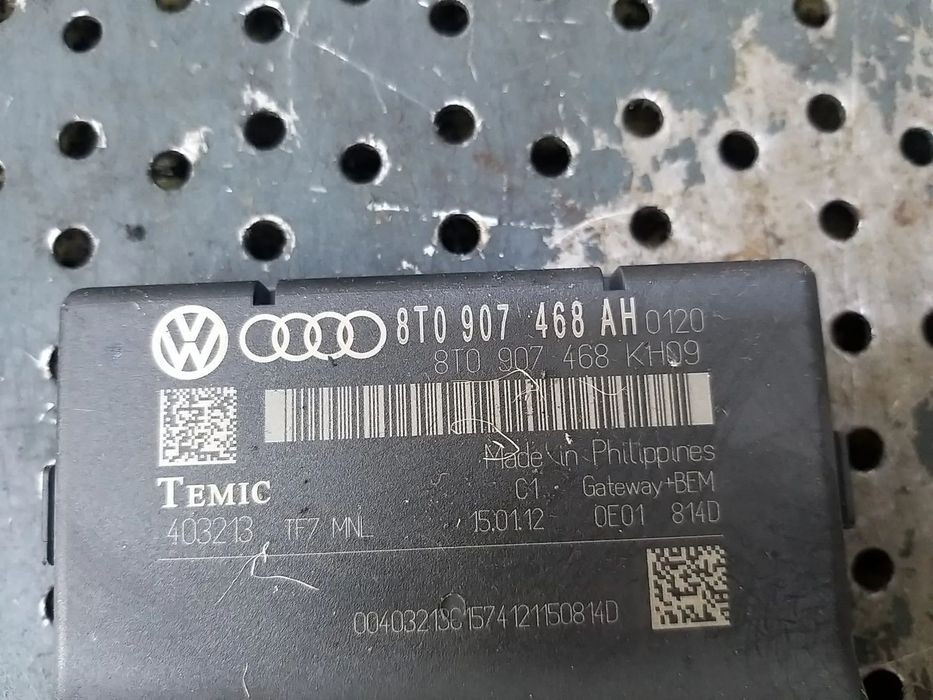 8T0 907 468 AH 0120
8T0 907 468 KH09
Made in Philippines
TEMIC C1 Gateway+BEM
403213 TF7 MNL 15.01.12 0E01 814D
00403213C1574121150814D